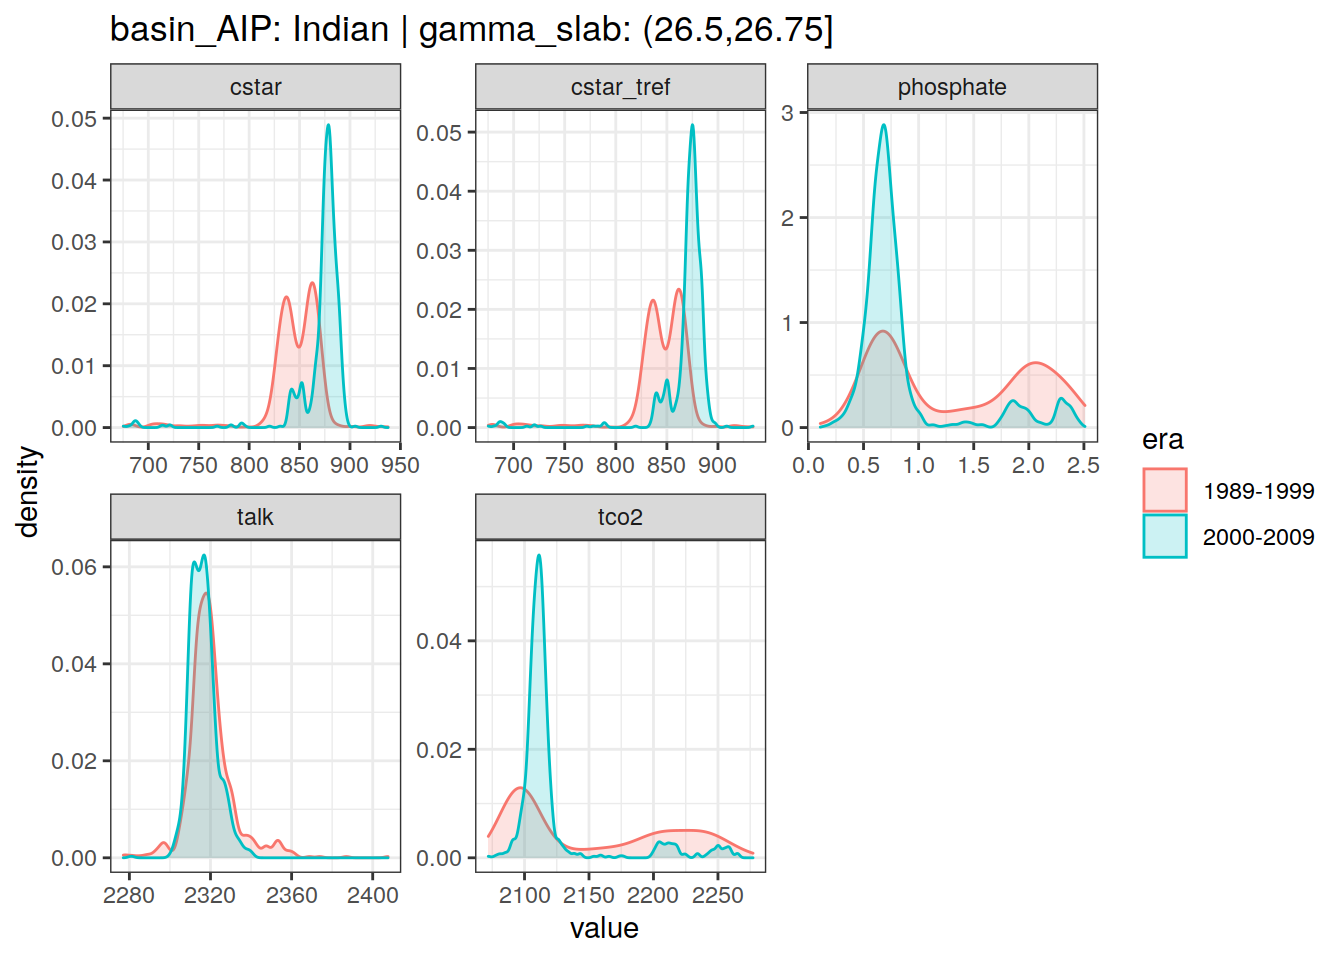 basin_AIP: Indian | gamma_slab: (26.5,26.75]
cstar
cstar_tref
phosphate
0.05
0.04
0.03
0.02
0.01
0.00
700 750 800 850 900 950
0.05
0.04
0.03
0.02
0.01
0.00
700 750 800 850 900
3
2
1
0
0.0 0.5 1.0 1.5 2.0 2.5
talk
tco2
0.06
0.04
0.02
0.00
2280 2320 2360 2400
0.04
0.02
0.00
2100 2150 2200 2250
density
value
era
1989-1999
2000-2009